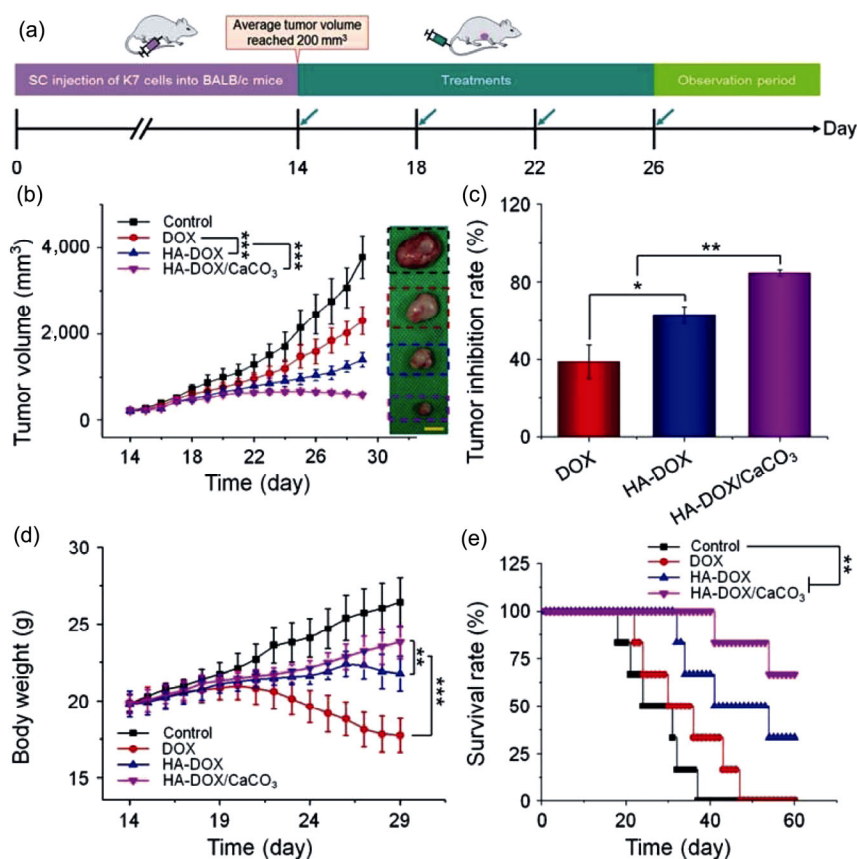 (a)
Average tumor volume
reached 200 mm³
SC injection of K7 cells into BALB/c mice
Treatments
Observation period
Day
0
14
18
22
26
(b)
Control
DOX
HA-DOX
HA-DOX/CaCO₃
***
***
Tumor volume (mm³)
4,000
2,000
0
14
18
22
26
30
Time (day)
(c)
Tumor inhibition rate (%)
120
80
40
0
*
**
DOX
HA-DOX
HA-DOX/CaCO₃
(d)
Body weight (g)
30
25
20
15
**
***
Control
DOX
HA-DOX
HA-DOX/CaCO₃
14
19
24
29
Time (day)
(e)
Control
DOX
HA-DOX
HA-DOX/CaCO₃
**
Survival rate (%)
125
100
75
50
25
0
0
20
40
60
Time (day)